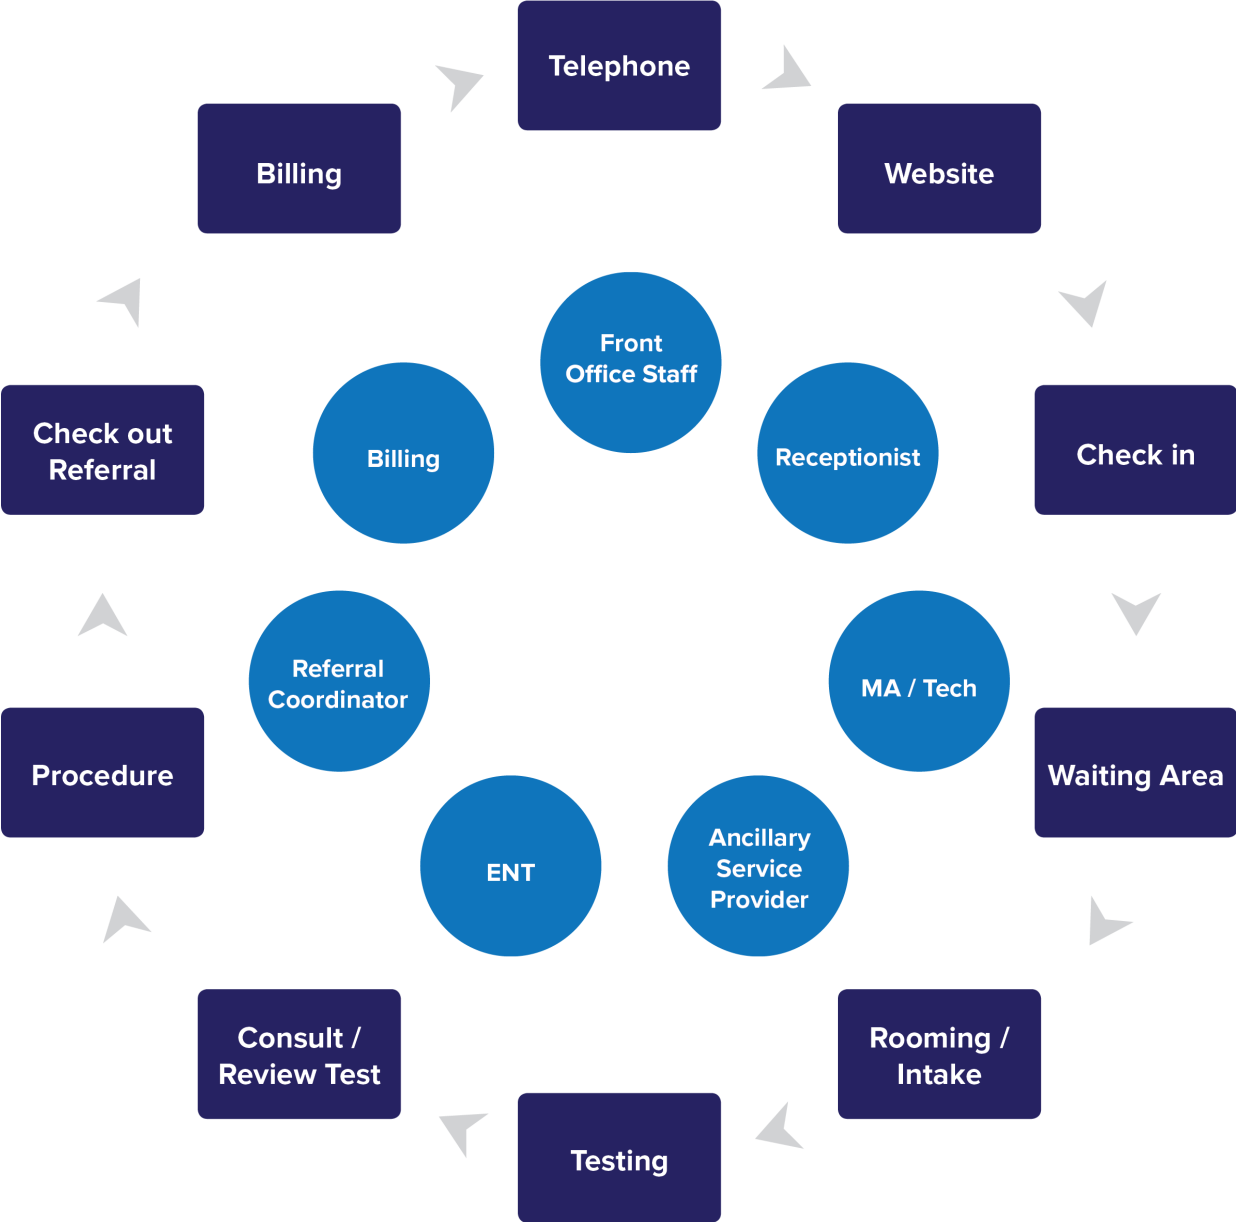 Telephone
Billing
Website
Front
Office Staff
Billing
Receptionist
Check out
Referral
Check in
Referral
Coordinator
MA / Tech
Procedure
Waiting Area
ENT
Ancillary
Service
Provider
Consult /
Review Test
Rooming /
Intake
Testing